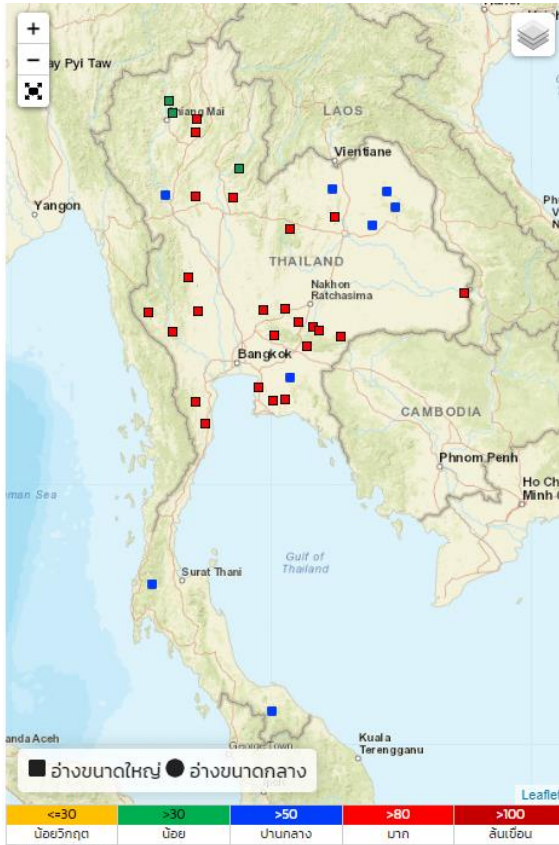 +
−
ay Pyi Taw
Chiang Mai
LAOS
Vientiane
Yangon
THAILAND
Nakhon
Ratchasima
Bangkok
CAMBODIA
Phnom Penh
Ho Ch
Minh
man Sea
Gulf of
Thailand
Surat Thani
anda Aceh
George Town
Kuala
Terengganu
อ่างขนาดใหญ่ อ่างขนาดกลาง
Leaflet
<=30 >30 >50 >80 >100
น้อยวิกฤต น้อย ปานกลาง มาก ล้นเขื่อน